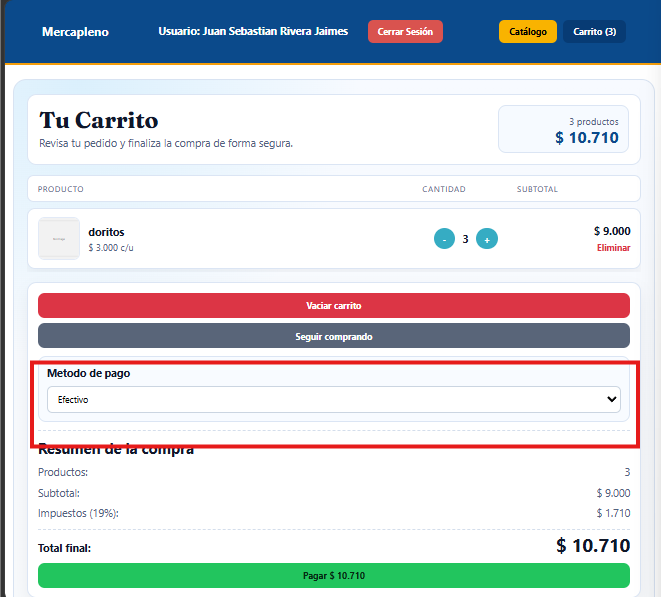 Mercapleno
Usuario: Juan Sebastian Rivera Jaimes
Cerrar Sesión
Catálogo
Carrito (3)
Tu Carrito
Revisa tu pedido y finaliza la compra de forma segura.
3 productos
$ 10.710
PRODUCTO CANTIDAD SUBTOTAL
doritos
$ 3.000 c/u
- 3 +
$ 9.000
Eliminar
Vaciar carrito
Seguir comprando
Metodo de pago
Efectivo
Resumen de la compra
Productos: 3
Subtotal: $ 9.000
Impuestos (19%): $ 1.710
Total final: $ 10.710
Pagar $ 10.710